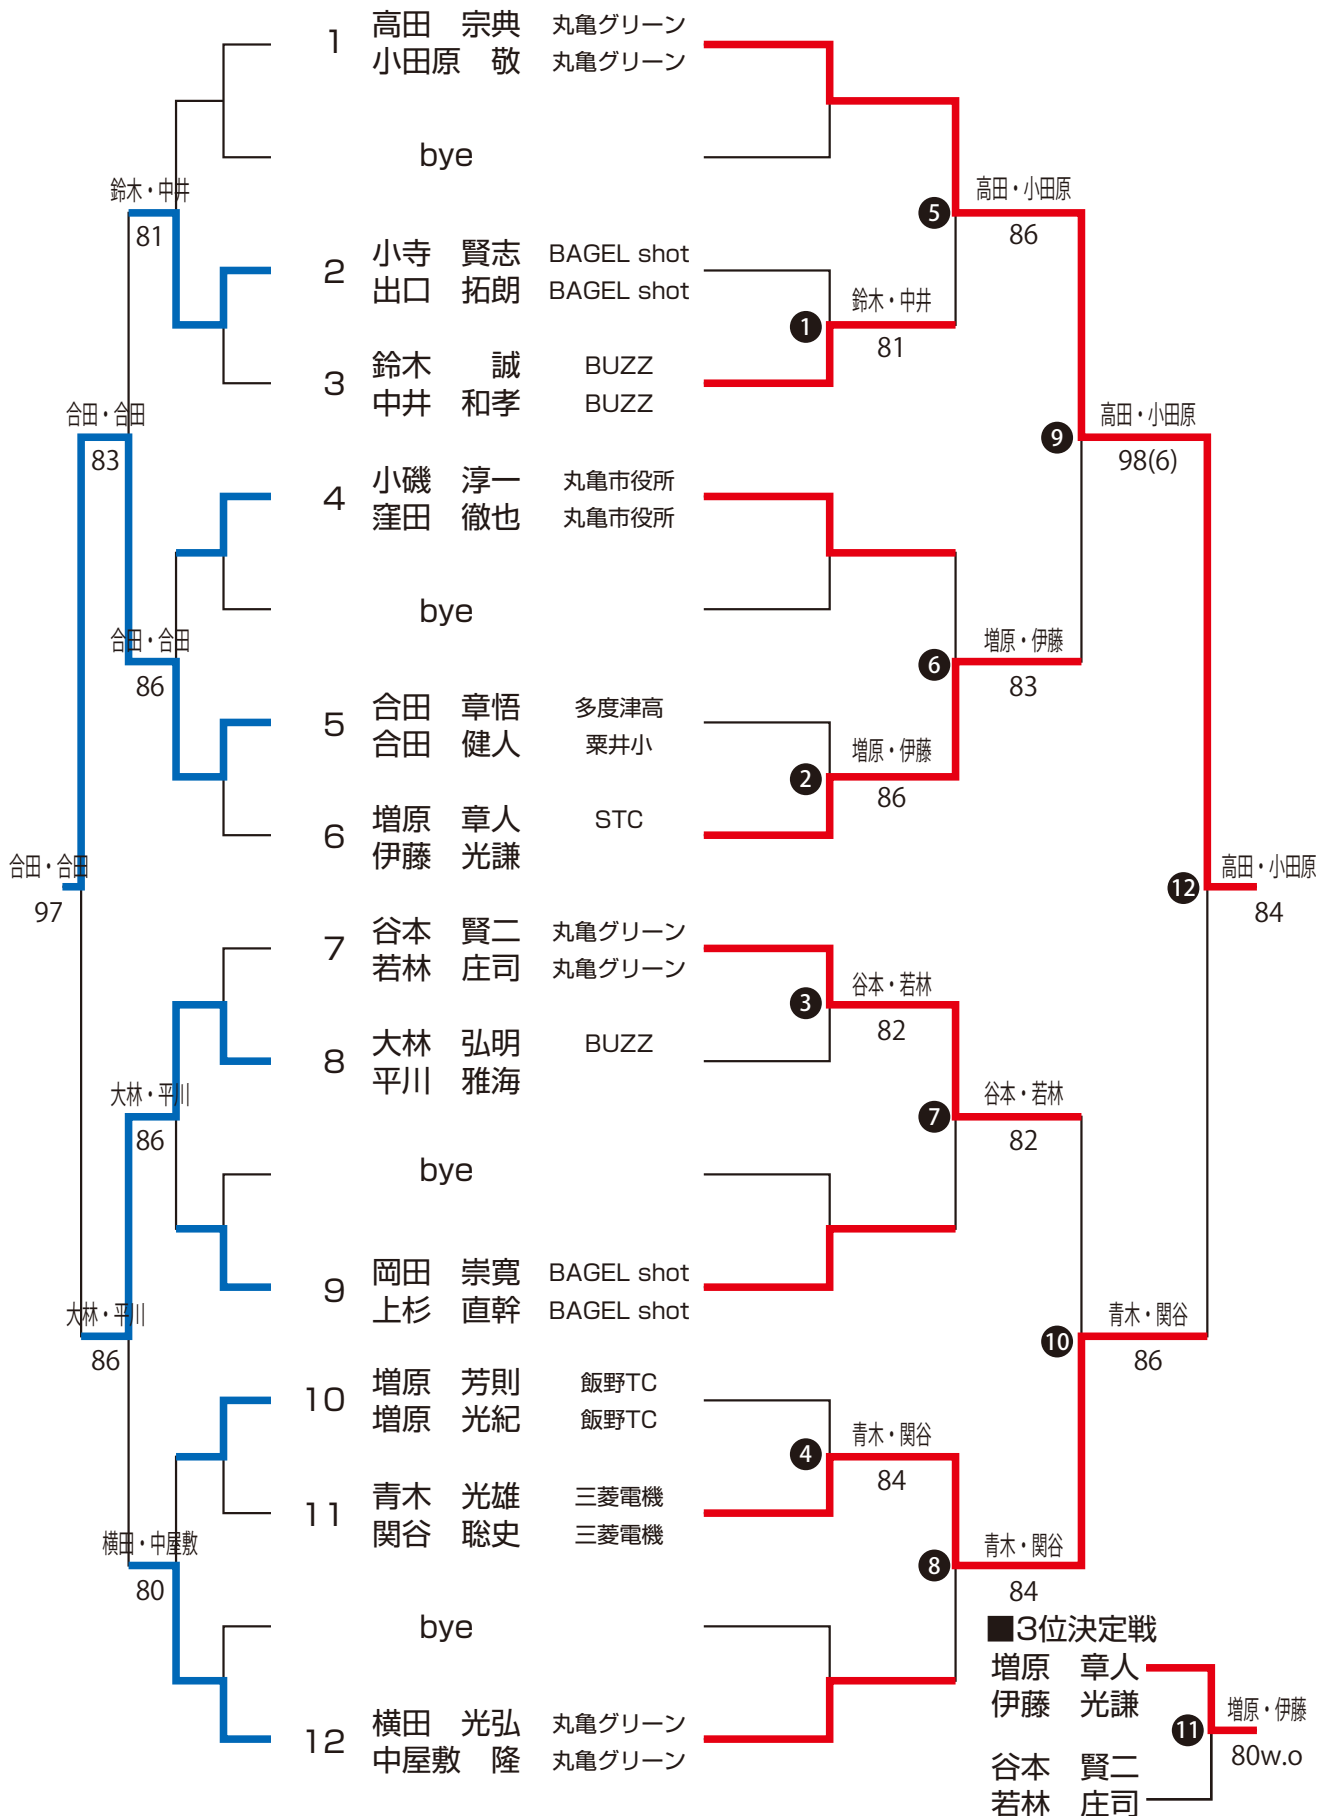 1 高田 宗典 丸亀グリーン
小田原 敬 丸亀グリーン
bye
鈴木・中井
81
5 高田・小田原
86
2 小寺 賢志 BAGEL shot
出口 拓朗 BAGEL shot
1 鈴木・中井
81
3 鈴木 誠 BUZZ
中井 和孝 BUZZ
合田・合田
83
9 高田・小田原
98(6)
4 小磯 淳一 丸亀市役所
窪田 徹也 丸亀市役所
bye
合田・合田
86
6 増原・伊藤
83
5 合田 章悟 多度津高
合田 健人 粟井小
2 増原・伊藤
86
6 増原 章人 STC
伊藤 光謙
合田・合田
97
12 高田・小田原
84
7 谷本 賢二 丸亀グリーン
若林 庄司 丸亀グリーン
3 谷本・若林
82
8 大林 弘明 BUZZ
平川 雅海
大林・平川
86
7 谷本・若林
82
bye
9 岡田 崇寛 BAGEL shot
上杉 直幹 BAGEL shot
大林・平川
86
10 青木・関谷
86
10 増原 芳則 飯野TC
増原 光紀 飯野TC
4 青木・関谷
84
11 青木 光雄 三菱電機
関谷 聡史 三菱電機
横田・中屋敷
80
8 青木・関谷
84
bye
12 横田 光弘 丸亀グリーン
中屋敷 隆 丸亀グリーン
■3位決定戦
増原 章人
伊藤 光謙
11 増原・伊藤
80w.o
谷本 賢二
若林 庄司